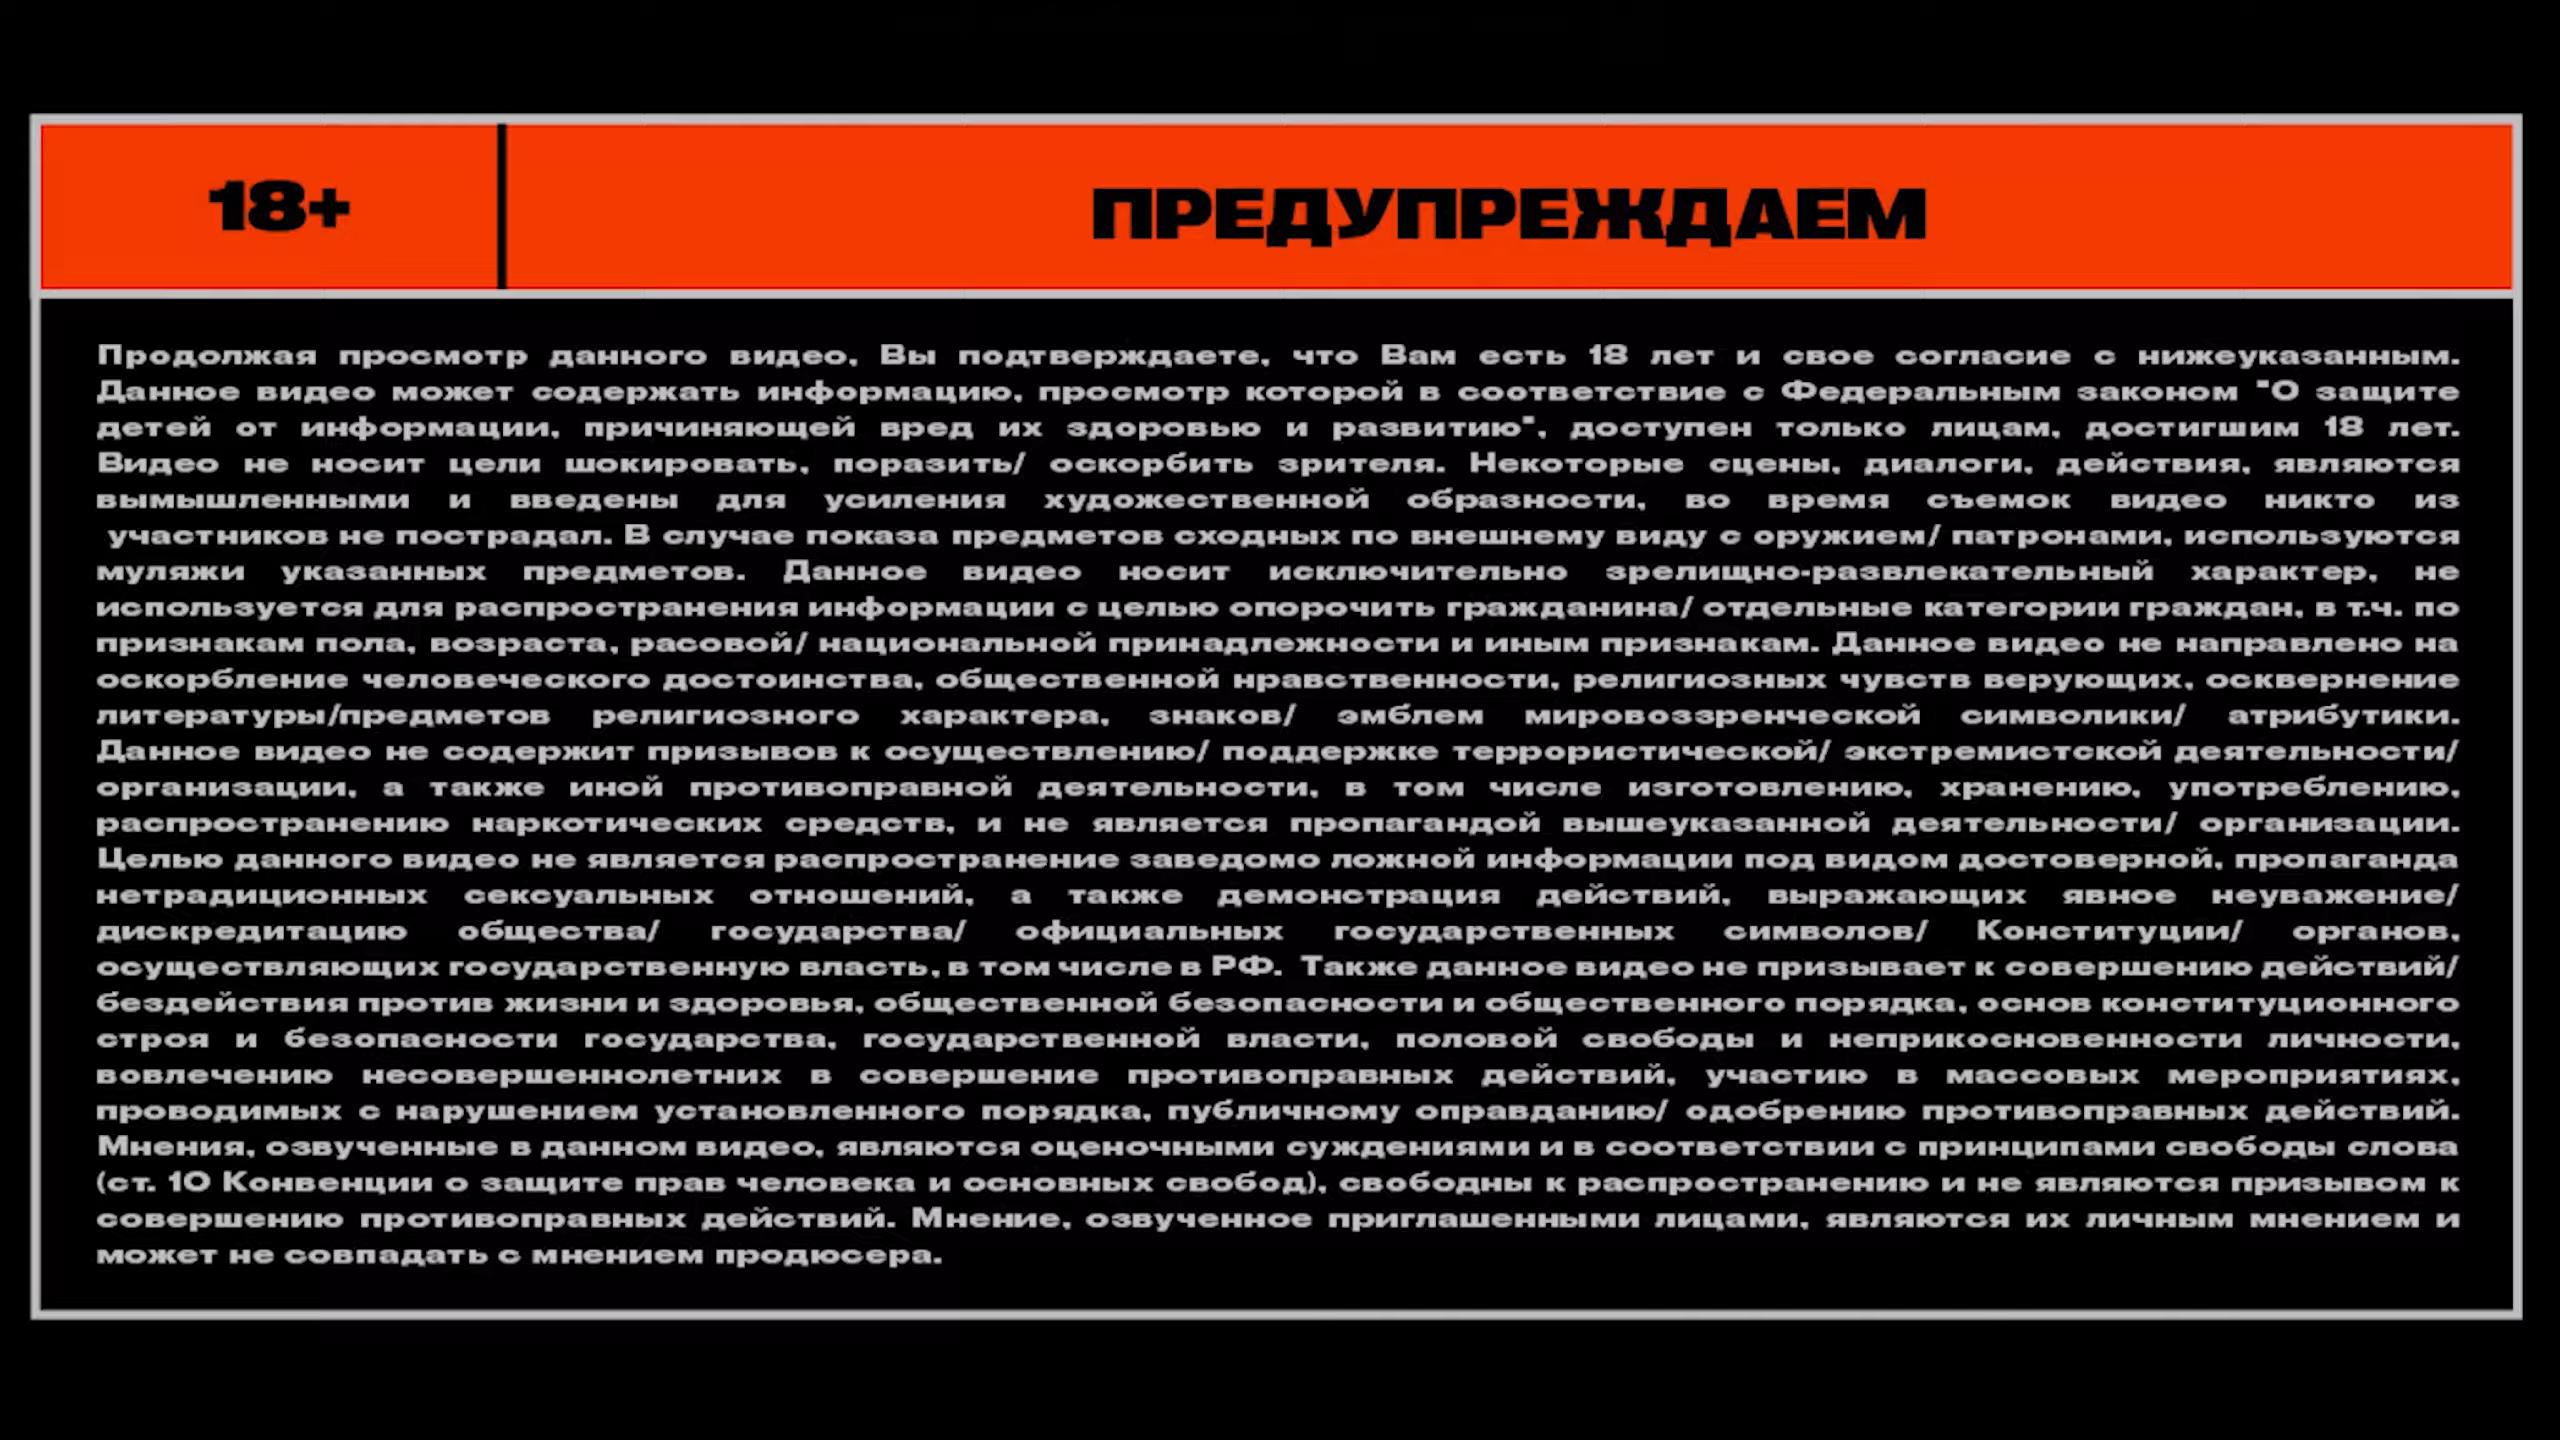 18+
ПРЕДУПРЕЖДАЕМ
Продолжая просмотр данного видео, Вы подтверждаете, что Вам есть 18 лет и свое согласие с нижеуказанным.
Данное видео может содержать информацию, просмотр которой в соответствие с Федеральным законом "О защите
детей от информации, причиняющей вред их здоровью и развитию", доступен только лицам, достигшим 18 лет.
Видео не носит цели шокировать, поразить/ оскорбить зрителя. Некоторые сцены, диалоги, действия, являются
вымышленными и введены для усиления художественной образности, во время съемок видео никто из
участников не пострадал. В случае показа предметов сходных по внешнему виду с оружием/ патронами, используются
муляжи указанных предметов. Данное видео носит исключительно зрелищно-развлекательный характер, не
используется для распространения информации с целью опорочить гражданина/ отдельные категории граждан, в т.ч. по
признакам пола, возраста, расовой/ национальной принадлежности и иным признакам. Данное видео не направлено на
оскорбление человеческого достоинства, общественной нравственности, религиозных чувств верующих, осквернение
литературы/предметов религиозного характера, знаков/ эмблем мировоззренческой символики/ атрибутики.
Данное видео не содержит призывов к осуществлению/ поддержке террористической/ экстремистской деятельности/
организации, а также иной противоправной деятельности, в том числе изготовлению, хранению, употреблению,
распространению наркотических средств, и не является пропагандой вышеуказанной деятельности/ организации.
Целью данного видео не является распространение заведомо ложной информации под видом достоверной, пропаганда
нетрадиционных сексуальных отношений, а также демонстрация действий, выражающих явное неуважение/
дискредитацию общества/ государства/ официальных государственных символов/ Конституции/ органов,
осуществляющих государственную власть, в том числе в РФ. Также данное видео не призывает к совершению действий/
бездействия против жизни и здоровья, общественной безопасности и общественного порядка, основ конституционного
строя и безопасности государства, государственной власти, половой свободы и неприкосновенности личности,
вовлечению несовершеннолетних в совершение противоправных действий, участию в массовых мероприятиях,
проводимых с нарушением установленного порядка, публичному оправданию/ одобрению противоправных действий.
Мнения, озвученные в данном видео, являются оценочными суждениями и в соответствии с принципами свободы слова
(ст. 10 Конвенции о защите прав человека и основных свобод), свободны к распространению и не являются призывом к
совершению противоправных действий. Мнение, озвученное приглашенными лицами, являются их личным мнением и
может не совпадать с мнением продюсера.